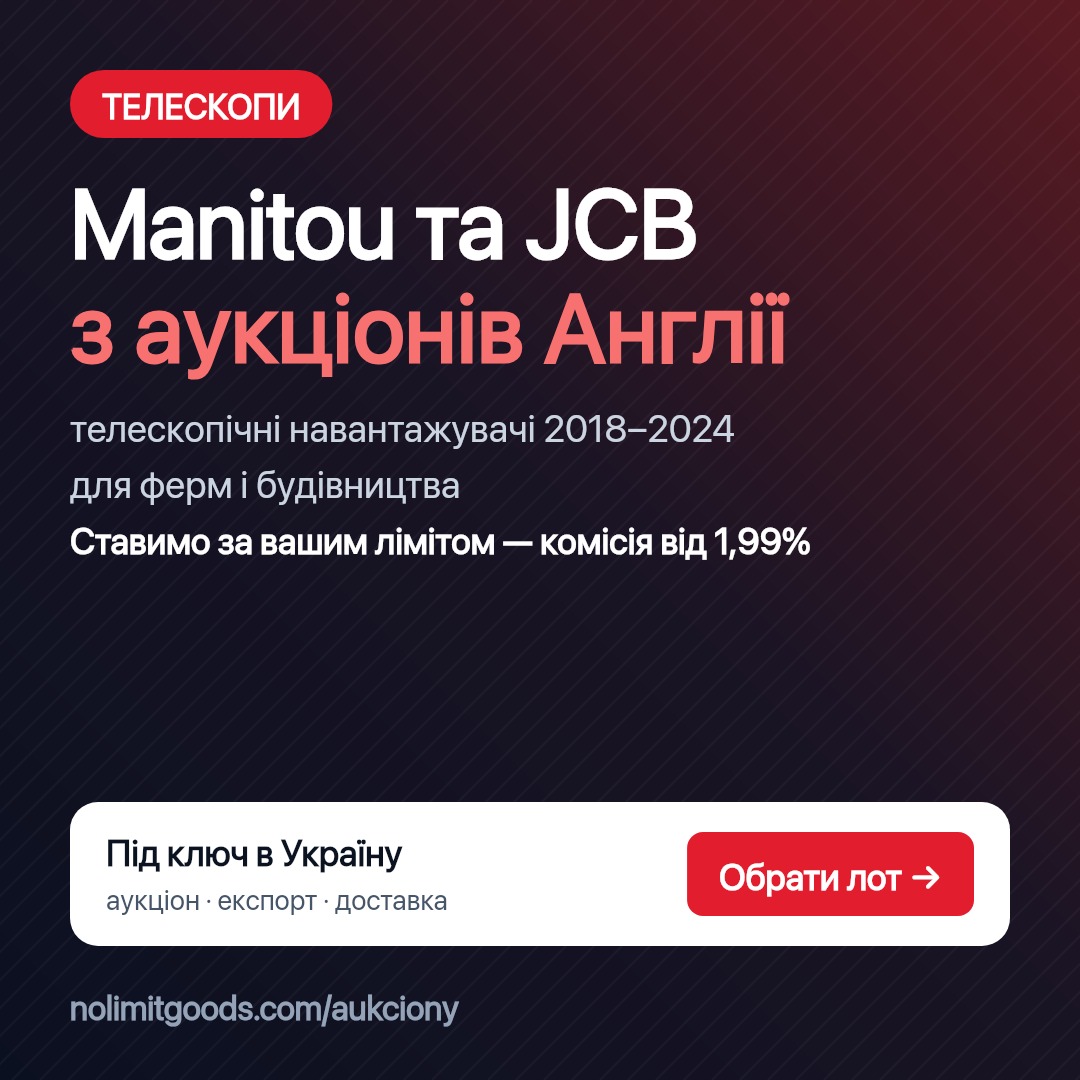 ТЕЛЕСКОПИ
Manitou та JCB
з аукціонів Англії
телескопічні навантажувачі 2018–2024
для ферм і будівництва
Ставимо за вашим лімітом — комісія від 1,99%
Під ключ в Україну
аукціон · експорт · доставка
Обрати лот →
nolimitgoods.com/aukciony